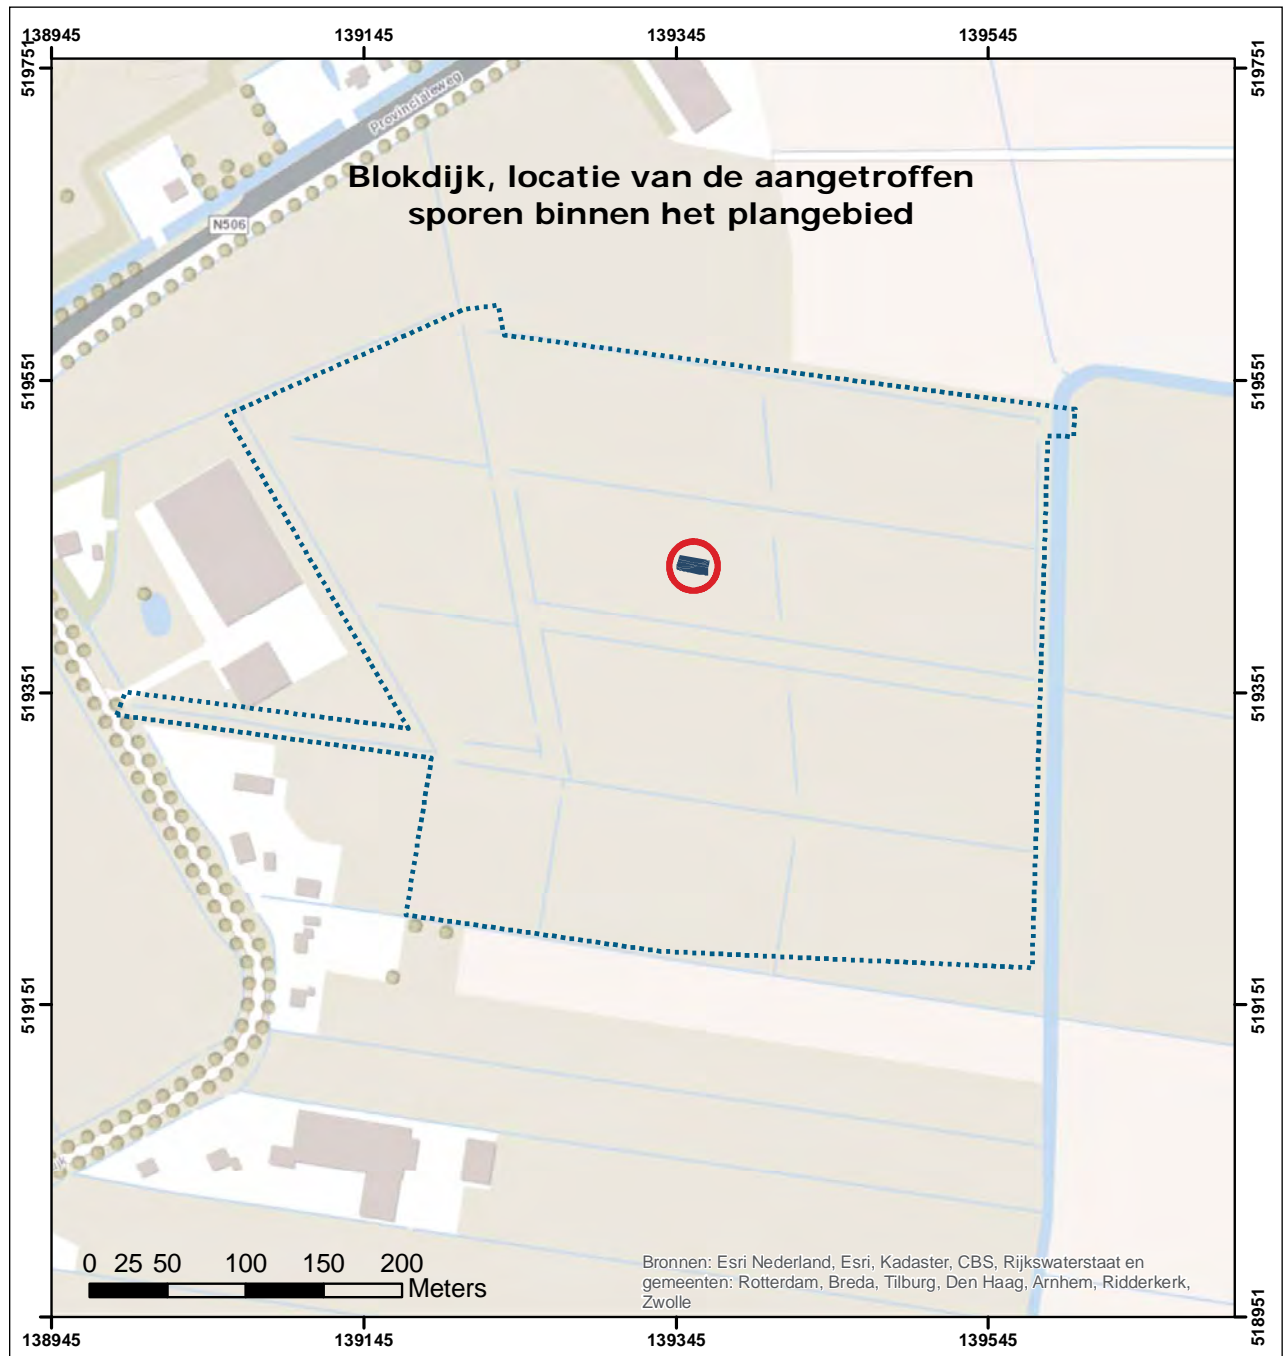 138945 139145 139345 139545
519751 519751
Provincialeweg
Blokdijk, locatie van de aangetroffen
sporen binnen het plangebied
N506
519551 519551
519351 519351
519151 519151
0 25 50 100 150 200
Meters
Bronnen: Esri Nederland, Esri, Kadaster, CBS, Rijkswaterstaat en
gemeenten: Rotterdam, Breda, Tilburg, Den Haag, Arnhem, Ridderkerk,
Zwolle
518951
138945 139145 139345 139545